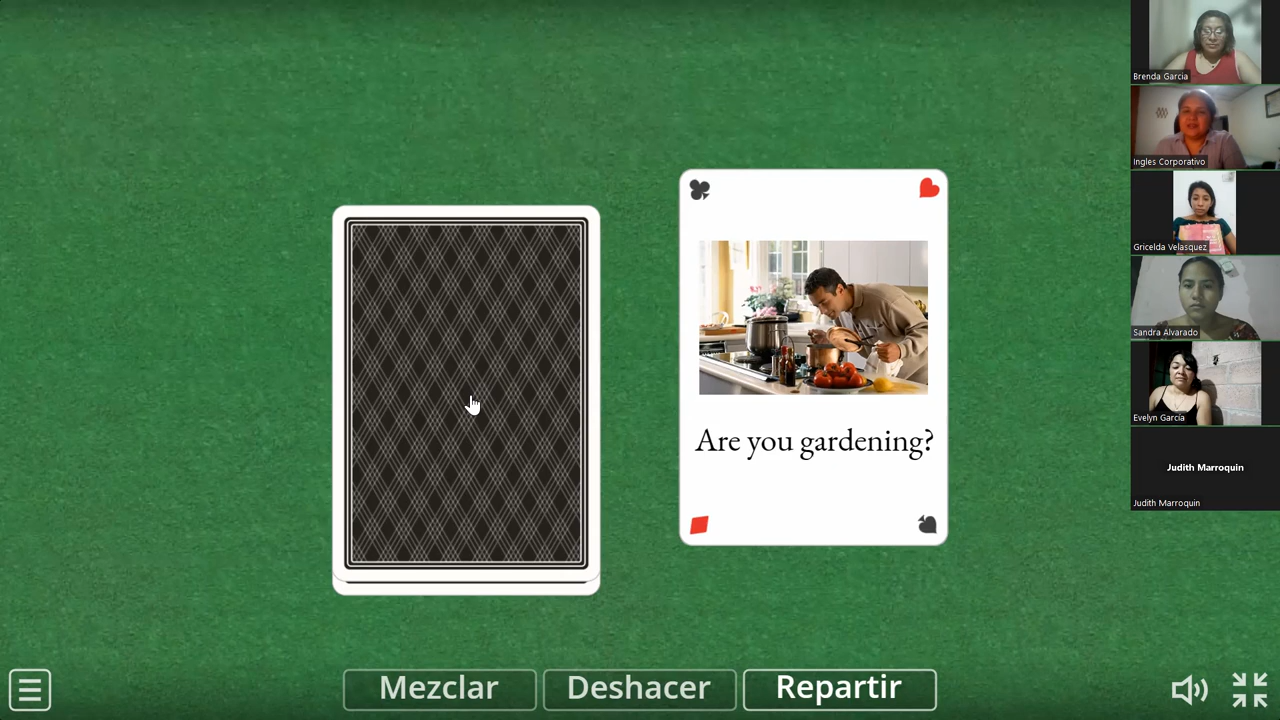 Are you gardening?
Mezclar
Deshacer
Repartir
Brenda Garcia
Ingles Corporativo
Gricelda Velasquez
Sandra Alvarado
Evelyn García
Judith Marroquin
Judith Marroquin